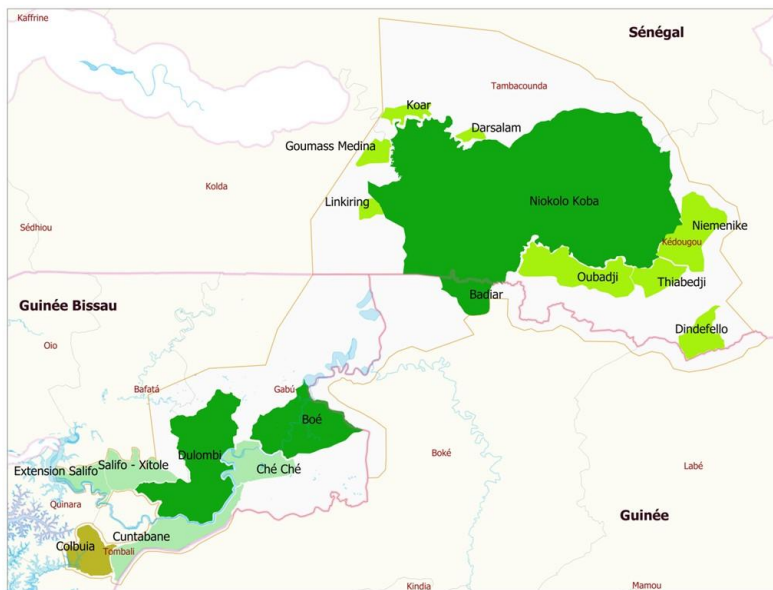 Kaffrine
Sénégal
Tambacounda
Koar
Darsalam
Goumass Medina
Kolda
Linkiring
Niokolo Koba
Niemenike
Sédhiou
Kédougou
Oubadji
Thiabedji
Badiar
Guinée Bissau
Dindefello
Oio
Bafatá
Gabú
Boé
Dulombi
Boké
Salifo - Xitole
Extension Salifo
Ché Ché
Labé
Quinara
Guinée
Cuntabane
Colbuia
Tombali
Kindia
Mamou